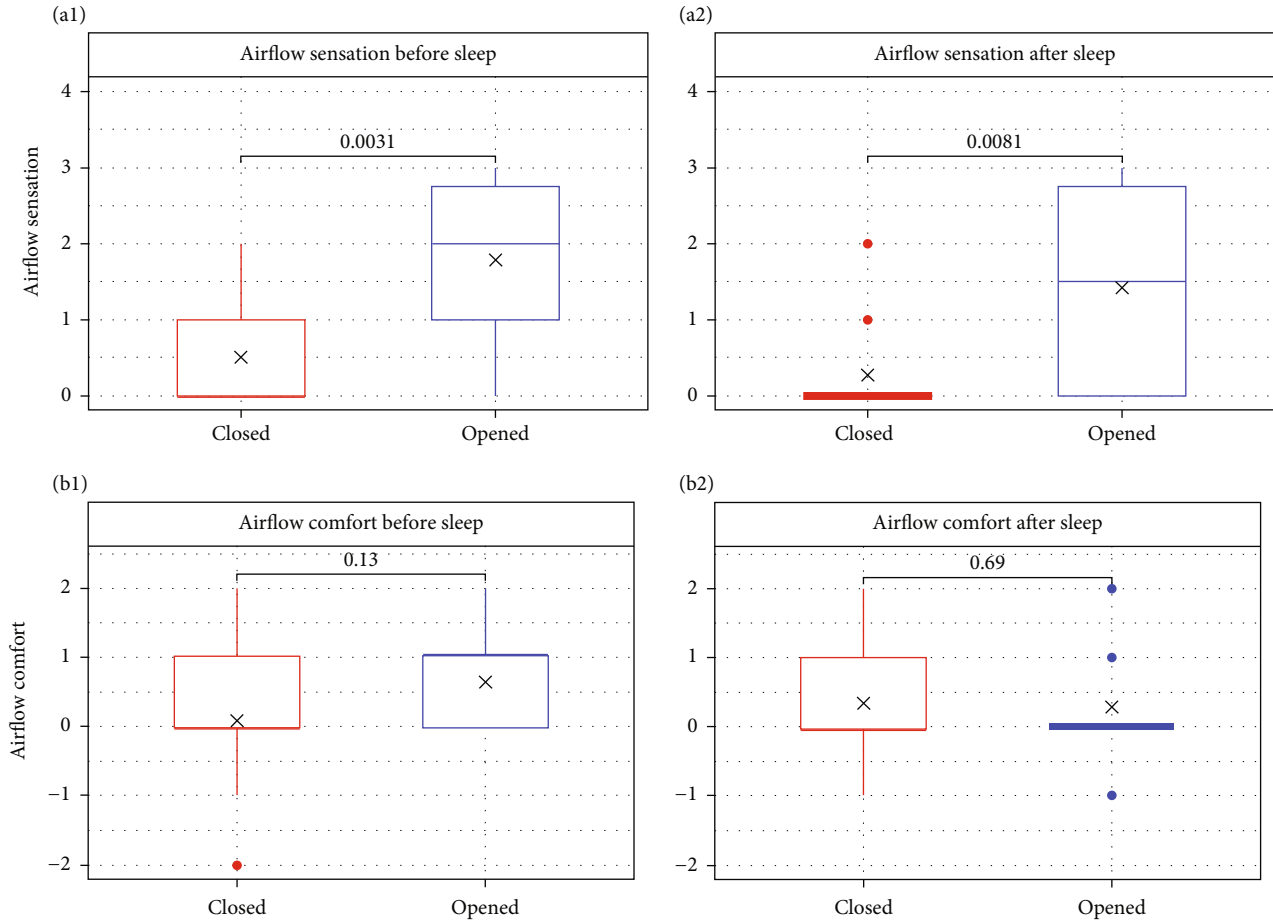 (a1)
Airflow sensation before sleep
4
3
2
1
0
0.0031
Airflow sensation
Closed
Opened
(a2)
Airflow sensation after sleep
4
3
2
1
0
0.0081
Closed
Opened
(b1)
Airflow comfort before sleep
2
1
0
−1
−2
0.13
Airflow comfort
Closed
Opened
(b2)
Airflow comfort after sleep
2
1
0
−1
−2
0.69
Closed
Opened